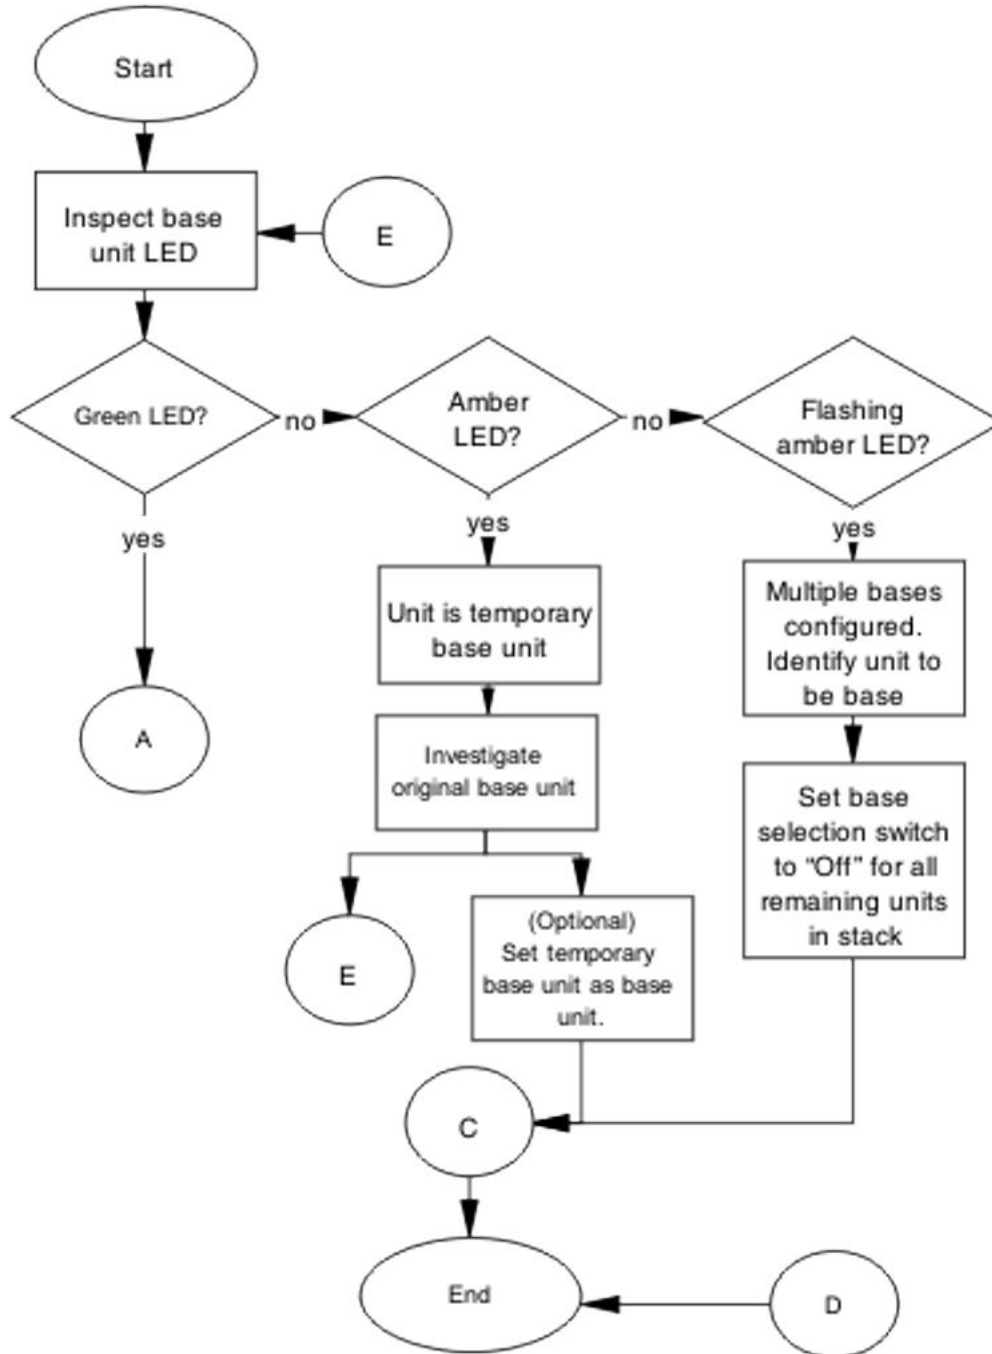 Start
Inspect base
unit LED
E
Green LED?
no
Amber
LED?
no
Flashing
amber LED?
yes
yes
yes
Unit is temporary
base unit
Multiple bases
configured.
Identify unit to
be base
A
Investigate
original base unit
Set base
selection switch
to “Off” for all
remaining units
in stack
E
(Optional)
Set temporary
base unit as base
unit.
C
End
D